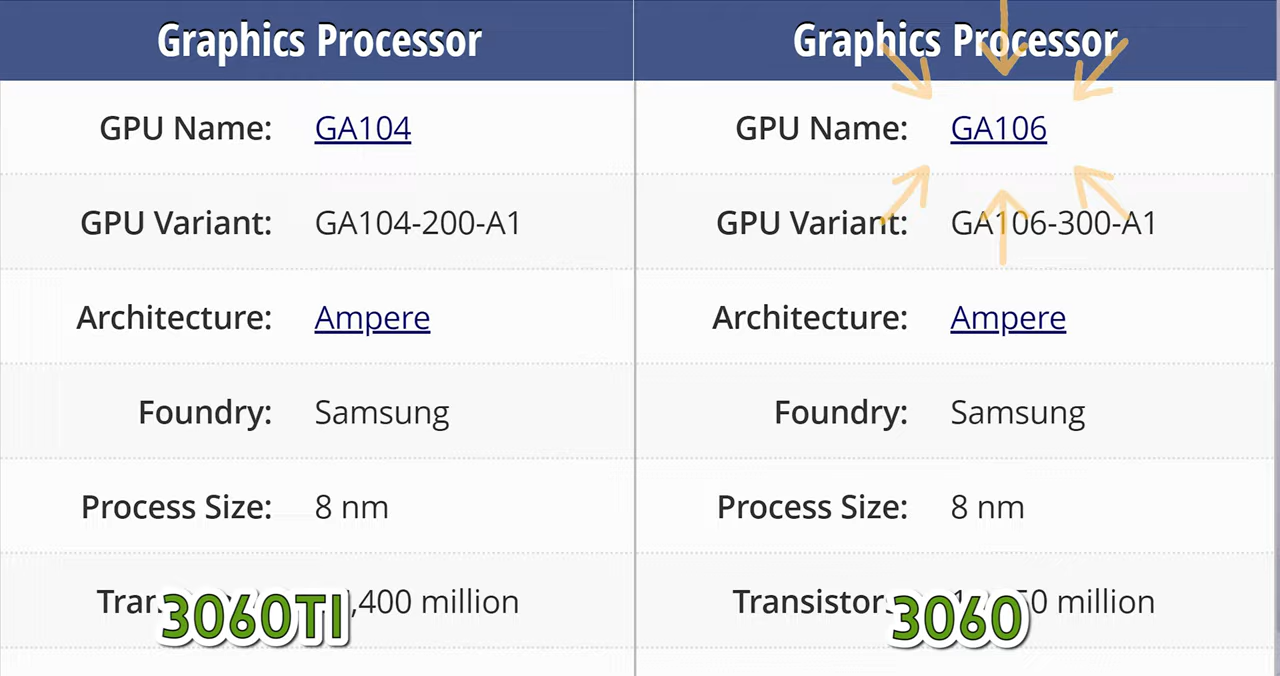 Graphics Processor
GPU Name: GA104
GPU Variant: GA104-200-A1
Architecture: Ampere
Foundry: Samsung
Process Size: 8 nm
,400 million
3060TI
Graphics Processor
GPU Name: GA106
GPU Variant: GA106-300-A1
Architecture: Ampere
Foundry: Samsung
Process Size: 8 nm
million
3060